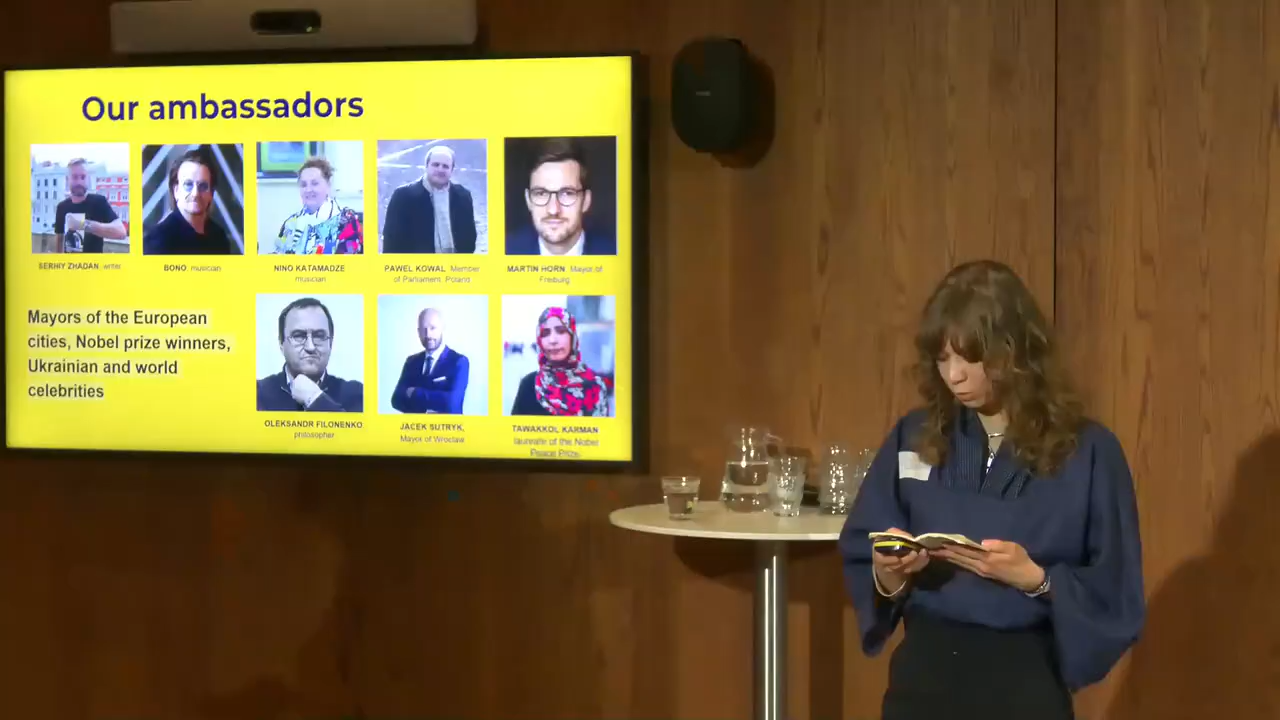 Our ambassadors
SERHIY ZHADAN, writer
BONO, musician
NINO KATAMADZE
musician
PAWEL KOWAL, Member
of Parliament, Poland
MARTIN HORN, Mayor of
Freiburg
Mayors of the European
cities, Nobel prize winners,
Ukrainian and world
celebrities
OLEKSANDR FILONENKO
philosopher
JACEK SUTRYK,
Mayor of Wroclaw
TAWAKKOL KARMAN
laureate of the Nobel
Peace Prize